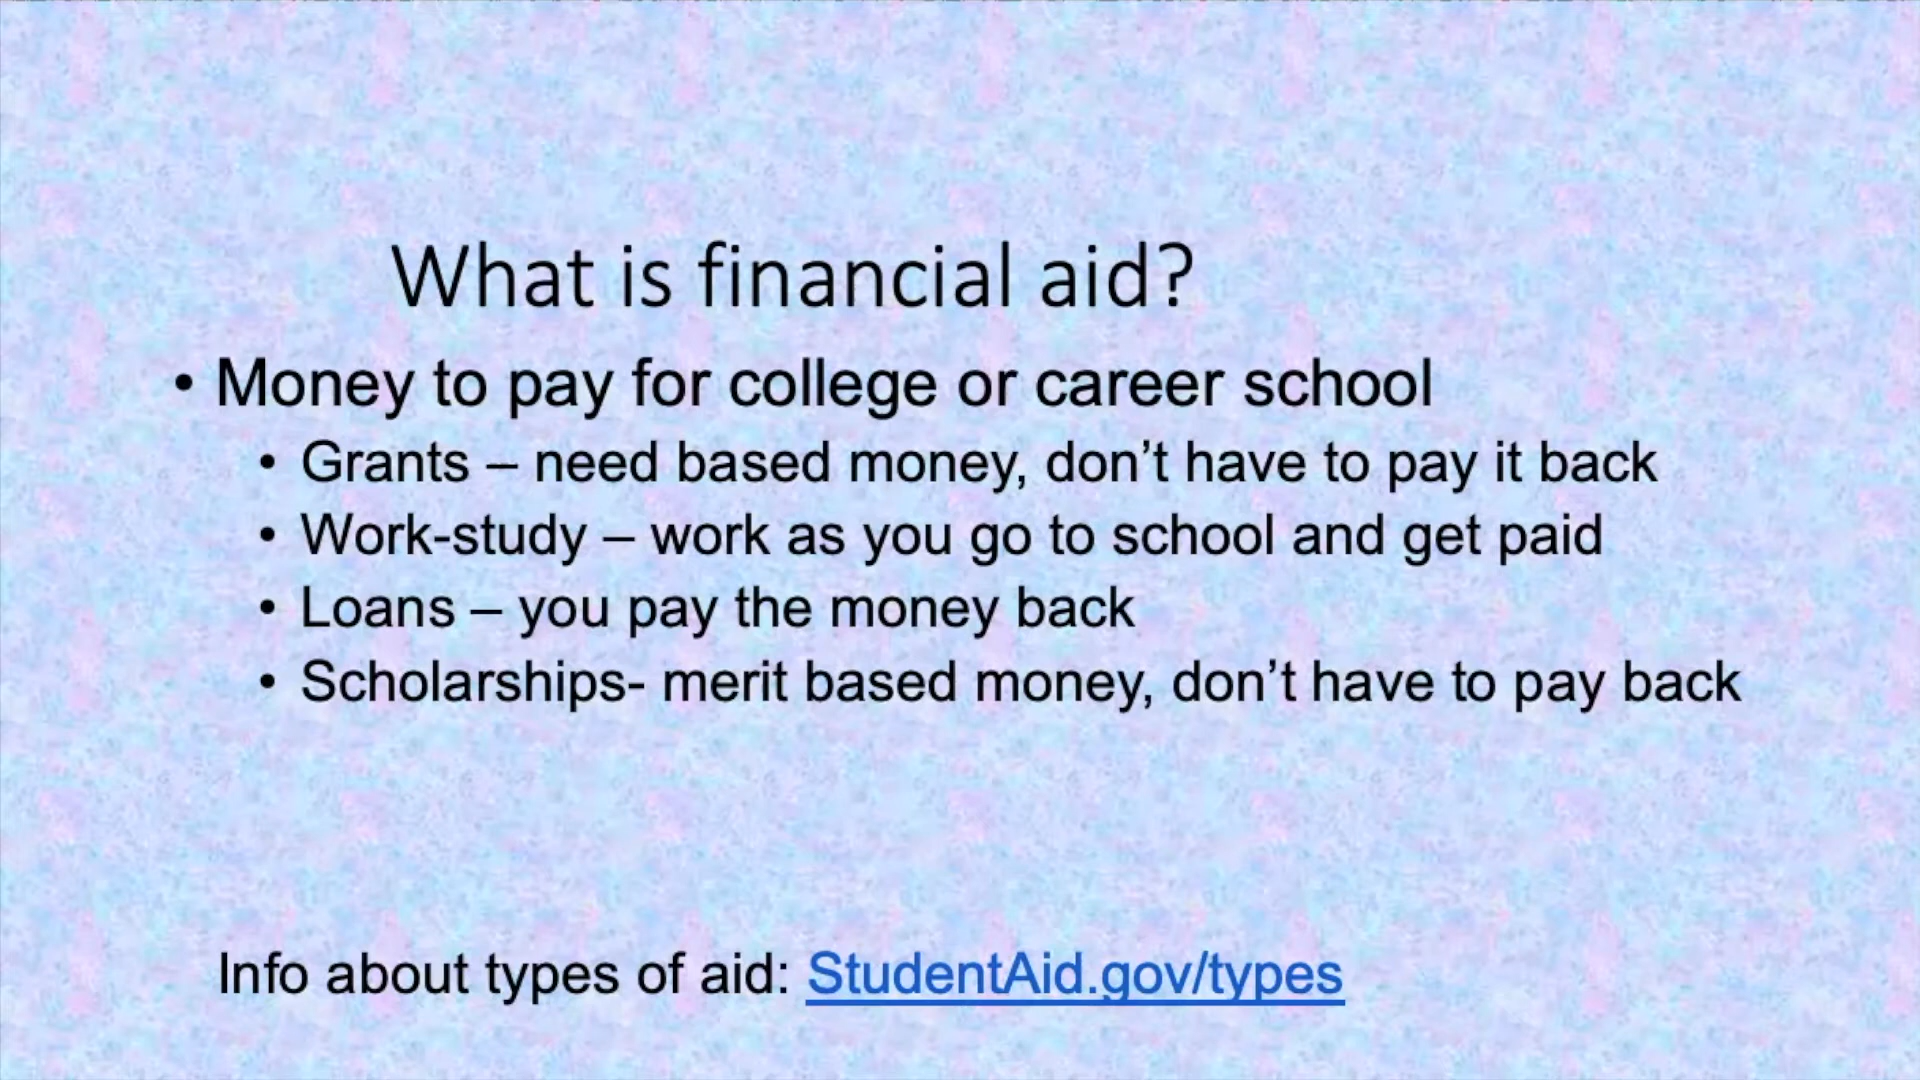 What is financial aid?
• Money to pay for college or career school
• Grants – need based money, don’t have to pay it back
• Work-study – work as you go to school and get paid
• Loans – you pay the money back
• Scholarships- merit based money, don’t have to pay back
Info about types of aid: StudentAid.gov/types